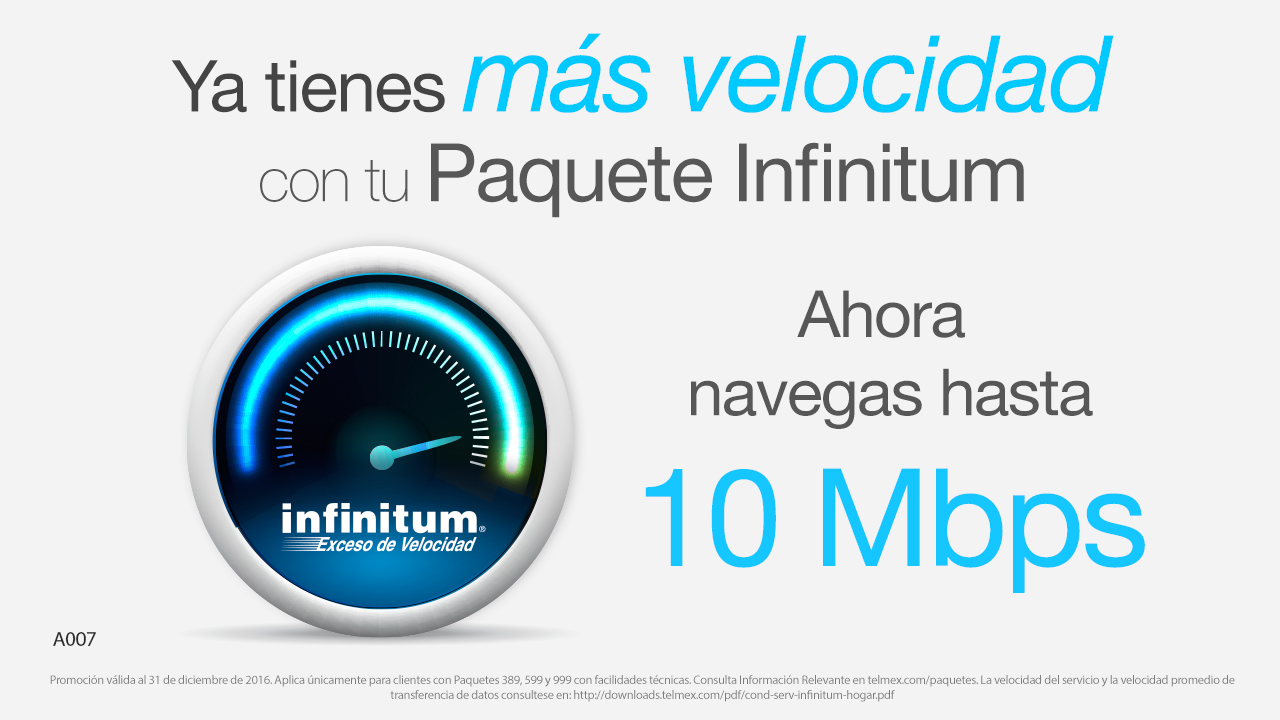 Ya tienes más velocidad
con tu Paquete Infinitum
Ahora
navegas hasta
10 Mbps
infinitum®
Exceso de Velocidad
A007
Promoción válida al 31 de diciembre de 2016. Aplica únicamente para clientes con Paquetes 389, 599 y 999 con facilidades técnicas. Consulta Información Relevante en telmex.com/paquetes. La velocidad del servicio y la velocidad promedio de
transferencia de datos consultese en: http://downloads.telmex.com/pdf/cond-serv-infinitum-hogar.pdf